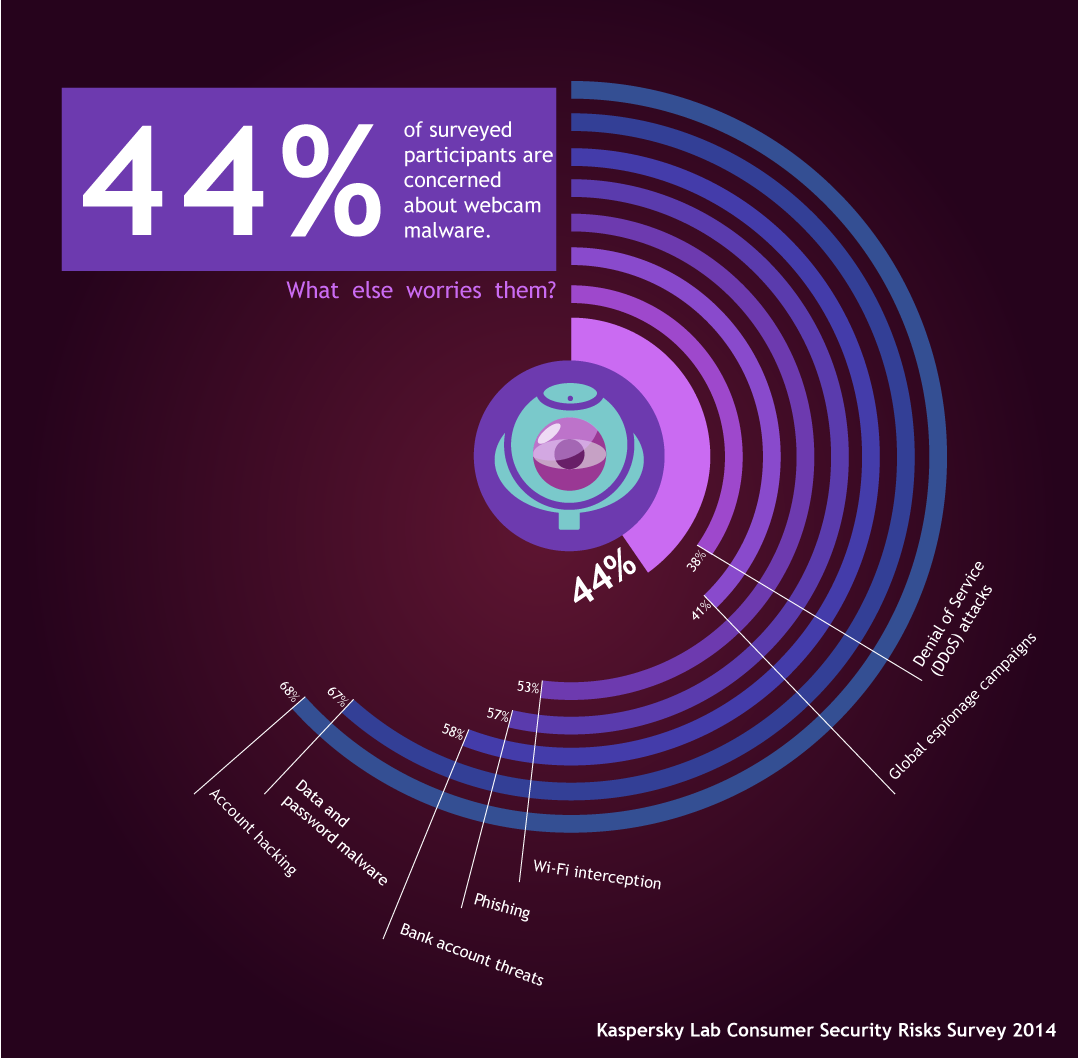 44%
of surveyed
participants are
concerned
about webcam
malware.
What else worries them?
44%
38%
41%
53%
57%
58%
67%
68%
Denial of Service
(DDoS) attacks
Global espionage campaigns
Wi-Fi interception
Phishing
Bank account threats
Data and
password malware
Account hacking
Kaspersky Lab Consumer Security Risks Survey 2014